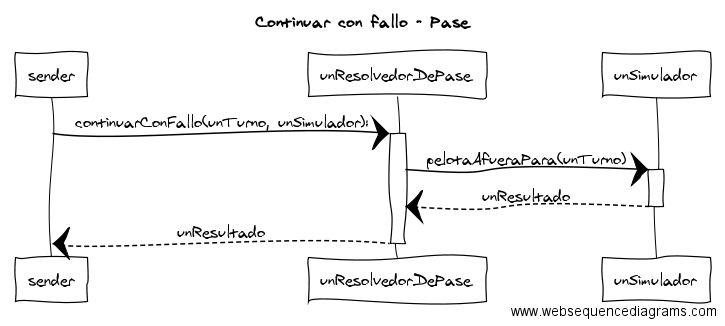 Continuar con fallo - Pase
sender
unResolvedorDePase
unSimulador
continuarConFallo(unTurno, unSimulador):
pelotaAfueraPara(unTurno)
unResultado
unResultado
sender
unResolvedorDePase
unSimulador
www.websequencediagrams.com